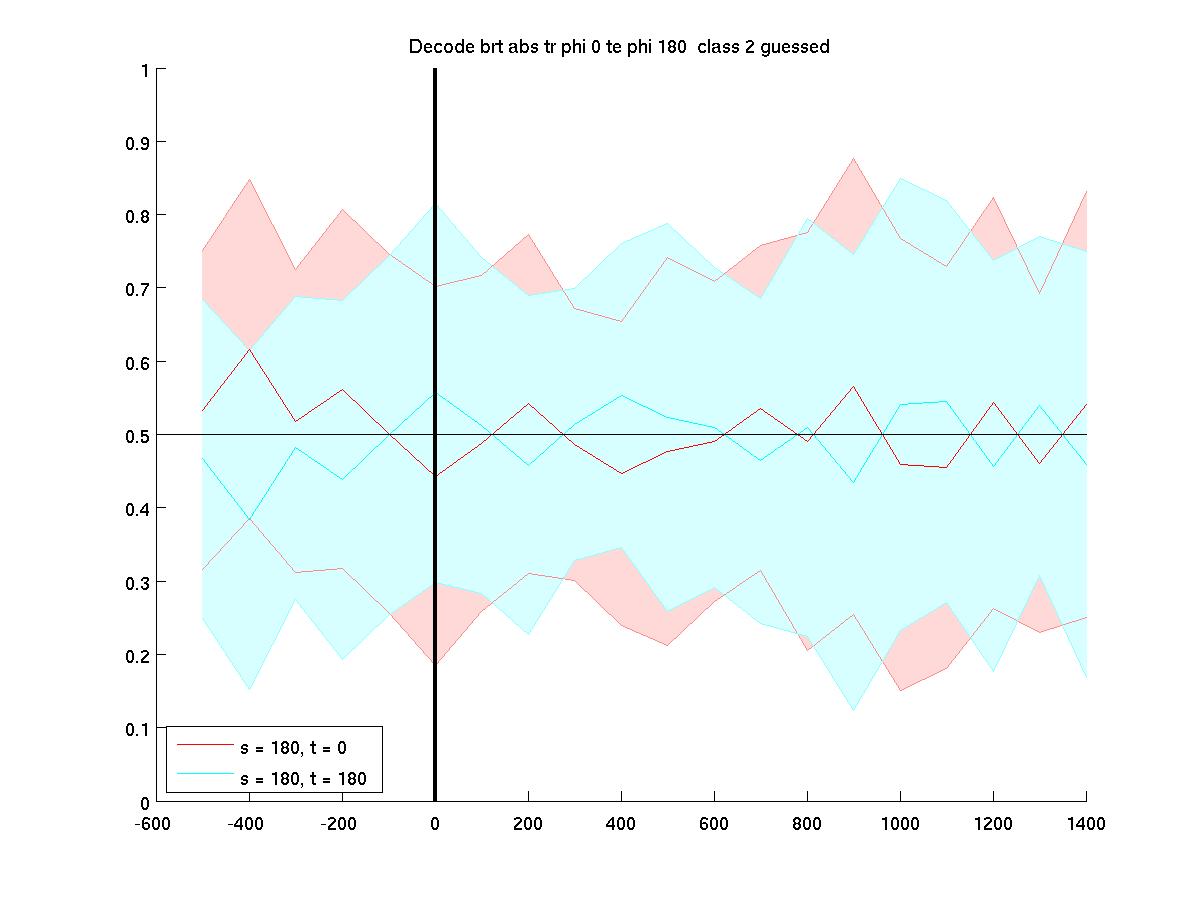 Decode brt abs tr phi 0 te phi 180  class 2 guessed
1
0.9
0.8
0.7
0.6
0.5
0.4
0.3
0.2
0.1
0
s = 180, t = 0
s = 180, t = 180
-600 -400 -200 0 200 400 600 800 1000 1200 1400